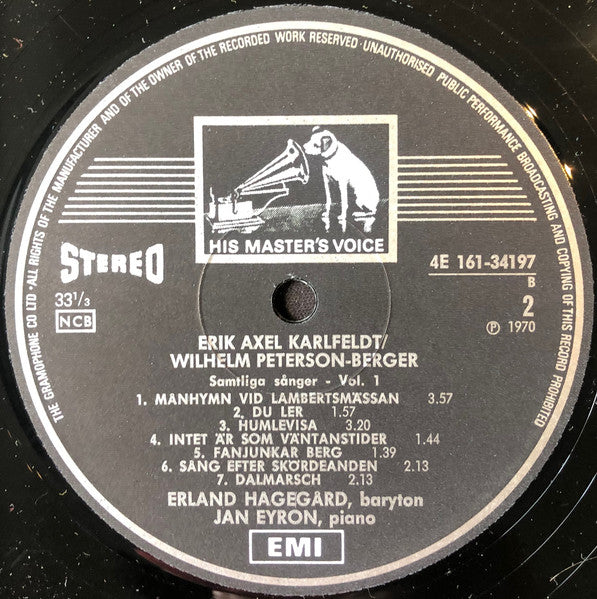 THE GRAMOPHONE CO LTD · ALL RIGHTS OF THE MANUFACTURER AND OF THE OWNER OF THE RECORDED WORK RESERVED · UNAUTHORISED PUBLIC PERFORMANCE BROADCASTING AND COPYING OF THIS RECORD PROHIBITED
HIS MASTER'S VOICE
STEREO
33 1/3
NCB
4E 161-34197
B
2
Ⓟ 1970
ERIK AXEL KARLFELDT/
WILHELM PETERSON-BERGER
Samtliga sånger - Vol. 1
1. MÅNHYMN VID LAMBERTSMÄSSAN 3.57
2. DU LER 1.57
3. HUMLEVISA 3.20
4. INTET ÄR SOM VÄNTANSTIDER 1.44
5. FANJUNKAR BERG 1.39
6. SÅNG EFTER SKÖRDEANDEN 2.13
7. DALMARSCH 2.13
ERLAND HAGEGÅRD, baryton
JAN EYRON, piano
EMI